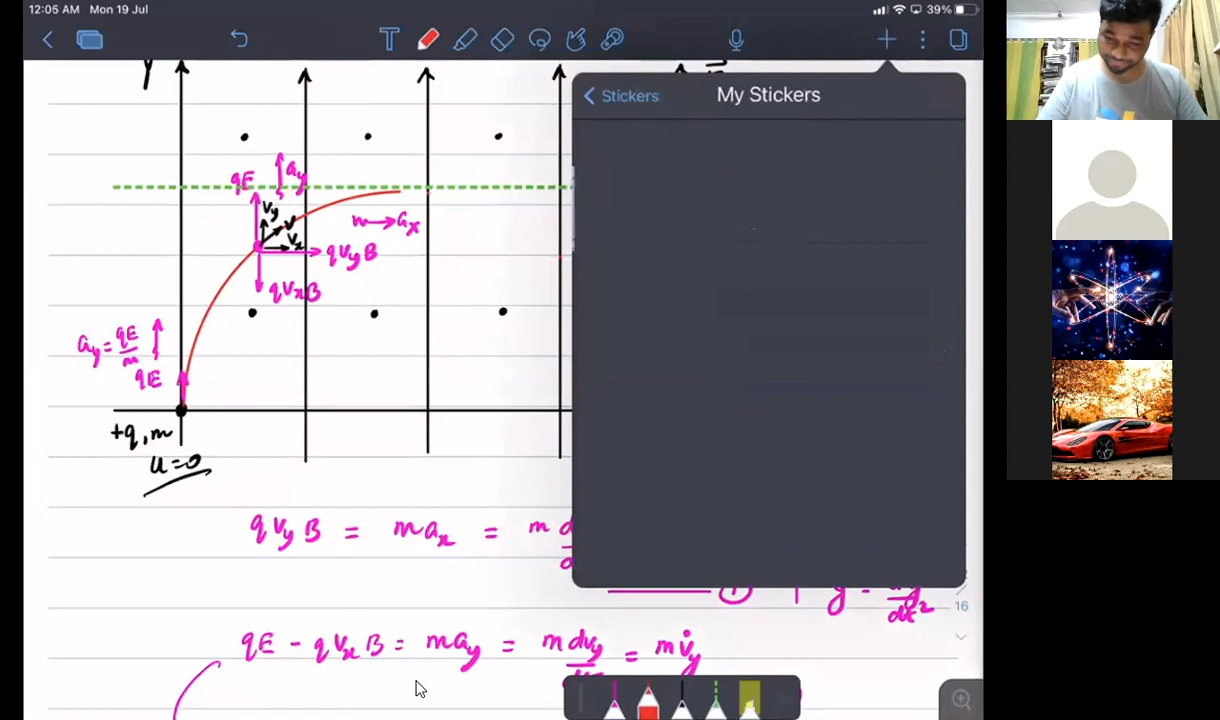 12:05 AM Mon 19 Jul
39%
Stickers
My Stickers
y
qE
ay
vy
v
vx
m → ax
qvyB
qvxB
ay = qE/m
qE
+q, m
u=0
qvyB = max = m
1
16
qE - qvxB = may = m dvy = mv̇y